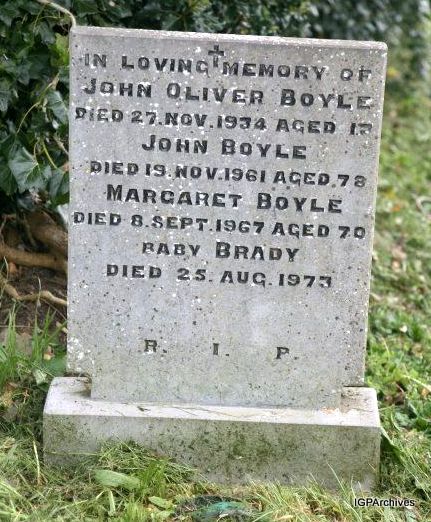 IN LOVING MEMORY OF
JOHN OLIVER BOYLE
DIED 27. NOV. 1934 AGED
JOHN BOYLE
DIED 19. NOV. 1961 AGED. 78
MARGARET BOYLE
DIED 8. SEPT. 1967 AGED 70
BABY BRADY
DIED 25 AUG. 1973
R. I. P.
IGPArchives